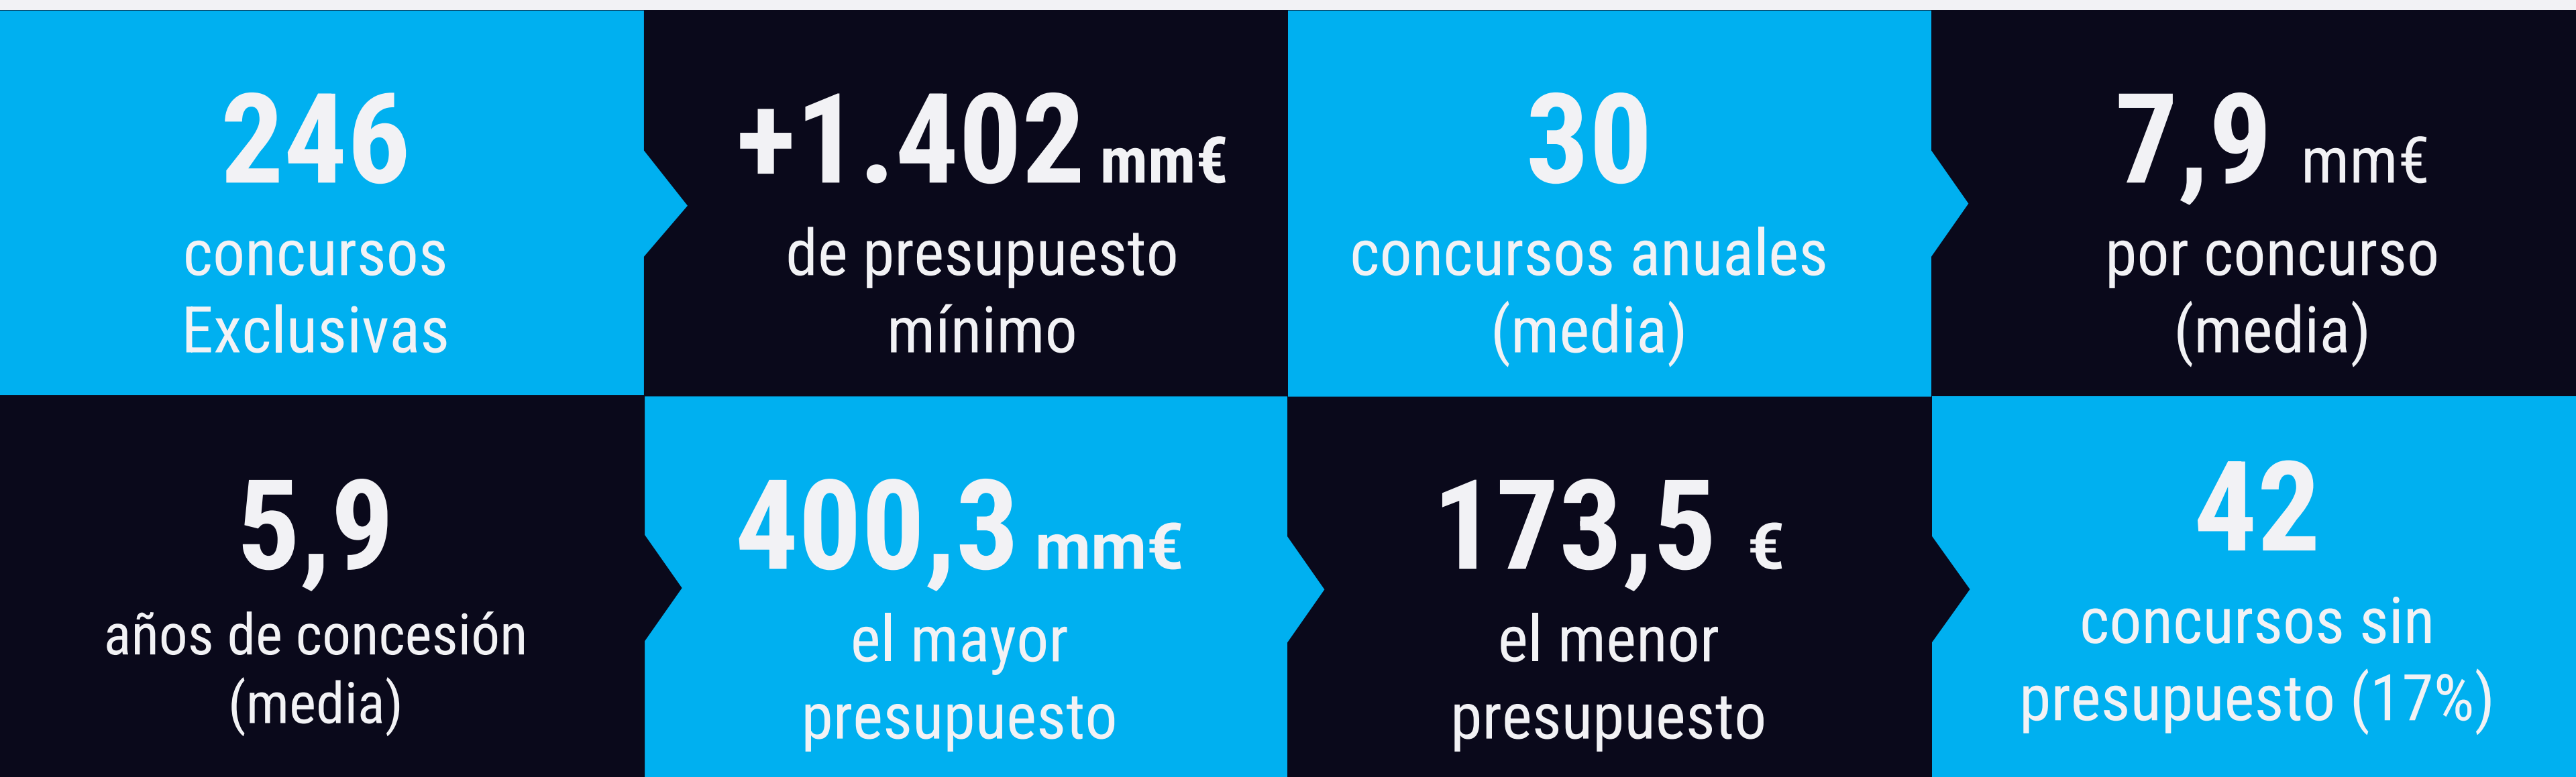 246
concursos
Exclusivas
+1.402 mm€
de presupuesto
mínimo
30
concursos anuales
(media)
7,9 mm€
por concurso
(media)
5,9
años de concesión
(media)
400,3 mm€
el mayor
presupuesto
173,5 €
el menor
presupuesto
42
concursos sin
presupuesto (17%)